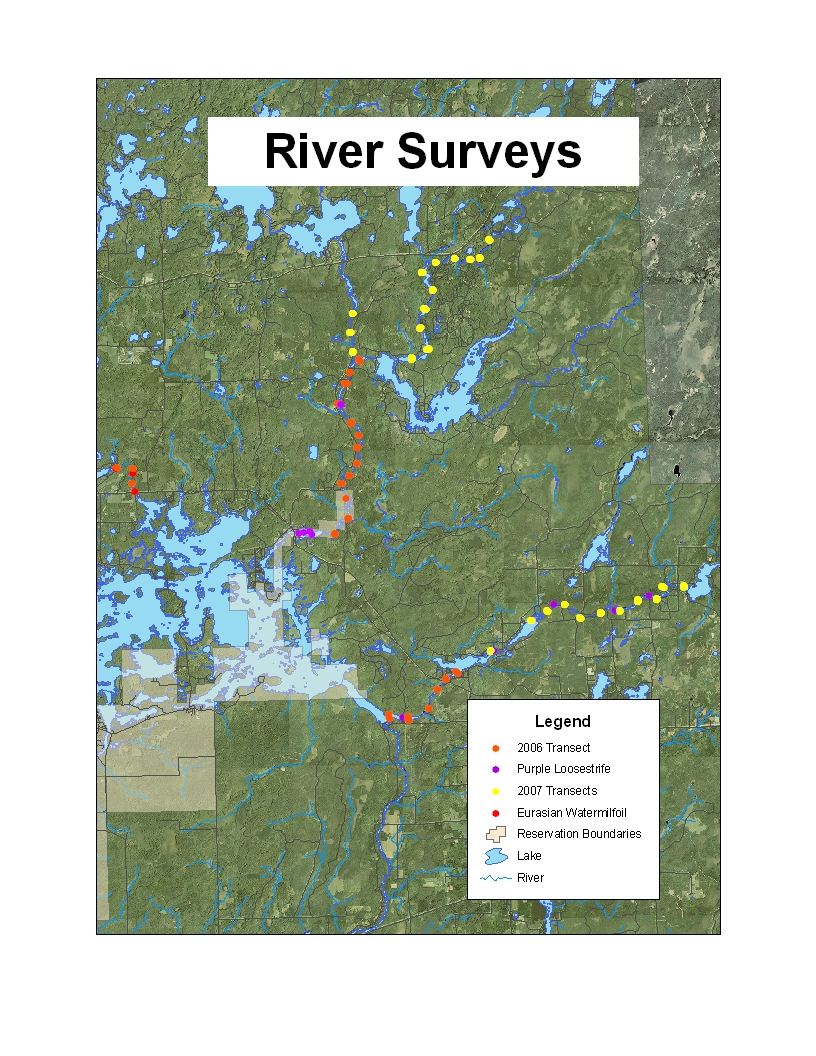 River Surveys
Legend
2006 Transect
Purple Loosestrife
2007 Transects
Eurasian Watermilfoil
Reservation Boundaries
Lake
River